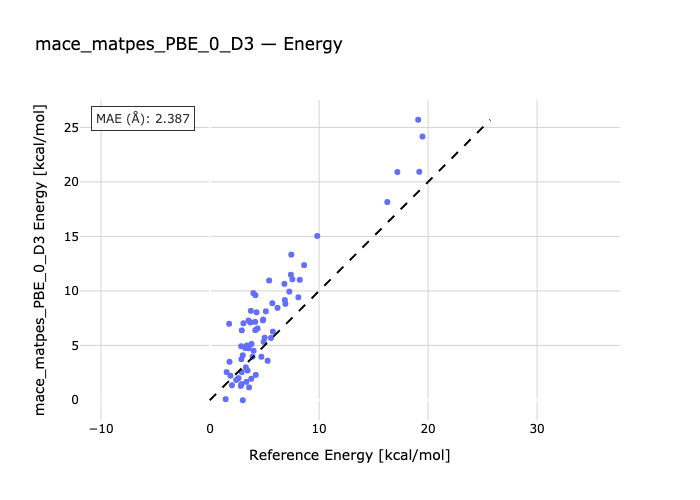 mace_matpes_PBE_0_D3 — Energy
MAE (Å): 2.387
mace_matpes_PBE_0_D3 Energy [kcal/mol]
25
20
15
10
5
0
−10
0
10
20
30
Reference Energy [kcal/mol]